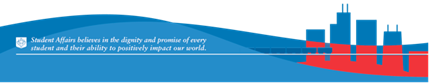 Student Affairs believes in the dignity and promise of every
student and their ability to positively impact our world.